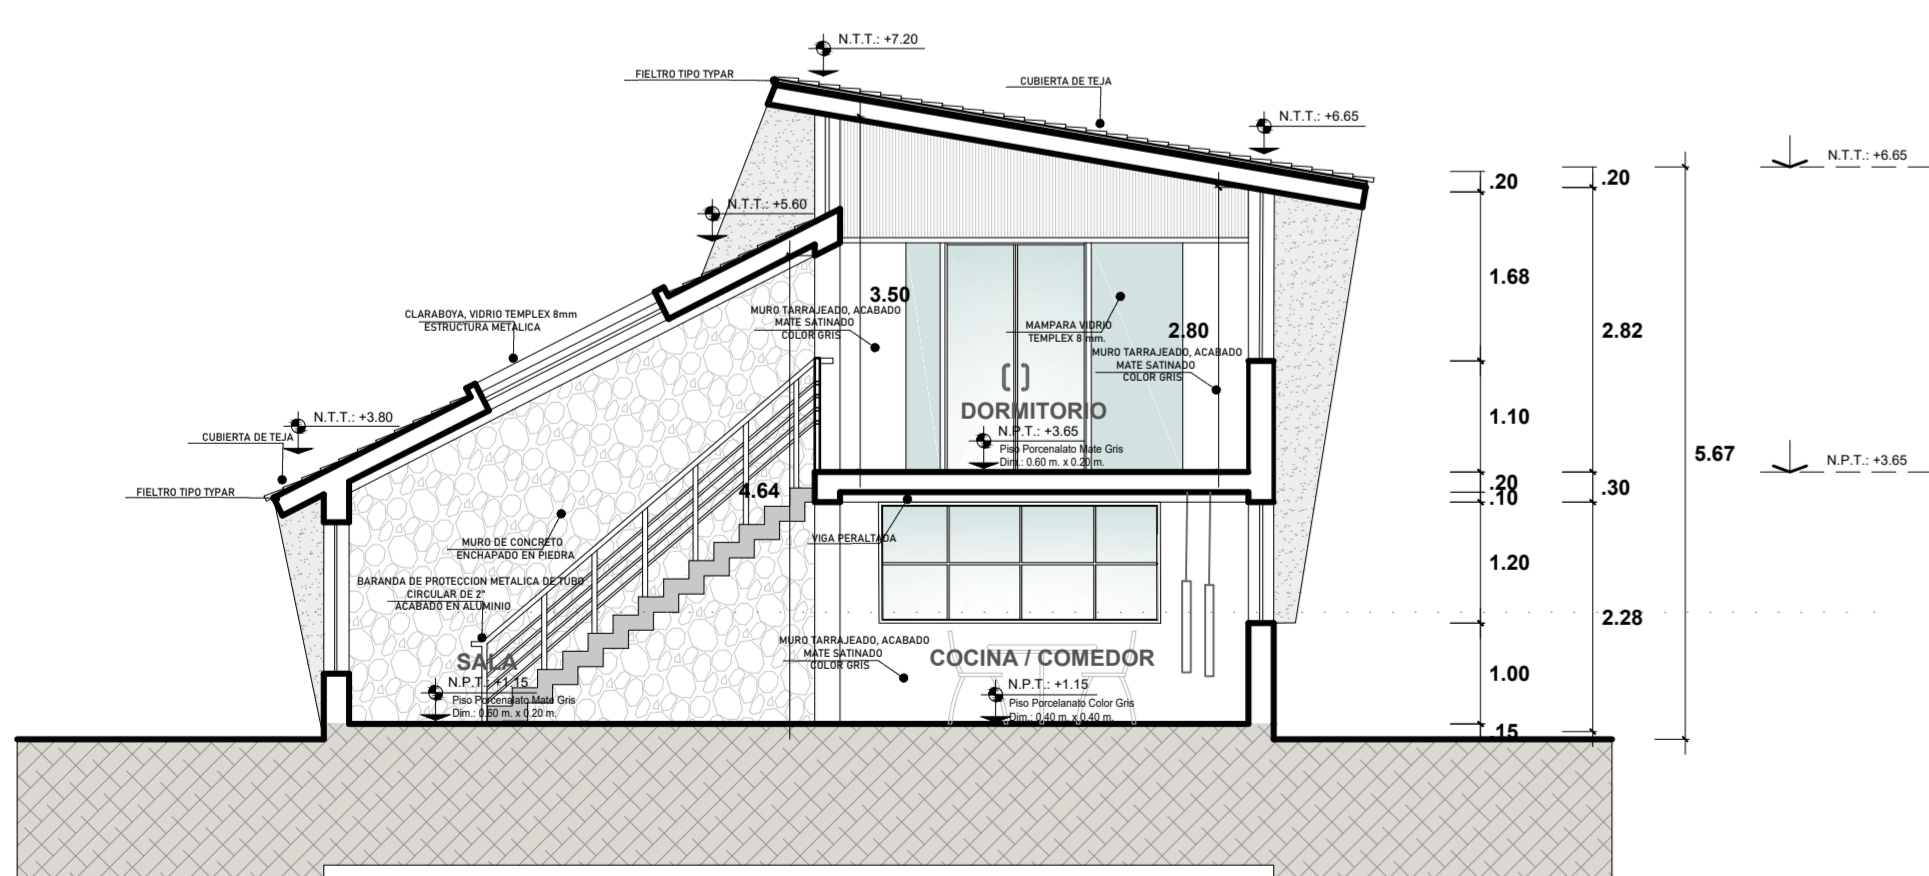 N.T.T.: +7.20
FIELTRO TIPO TYPAR
CUBIERTA DE TEJA
N.T.T.: +6.65
N.T.T.: +6.65
.20
.20
N.T.T.: +5.60
1.68
3.50
MURO TARRAJEADO, ACABADO
MATE SATINADO
COLOR GRIS
CLARABOYA, VIDRIO TEMPLEX 8mm
ESTRUCTURA METALICA
MAMPARA VIDRIO
TEMPLEX 8 mm.
2.80
2.82
MURO TARRAJEADO, ACABADO
MATE SATINADO
COLOR GRIS
N.T.T.: +3.80
CUBIERTA DE TEJA
DORMITORIO
N.P.T.: +3.65
Piso Porcenalato Mate Gris
Dim.: 0.60 m. x 0.20 m.
1.10
5.67
N.P.T.: +3.65
FIELTRO TIPO TYPAR
4.64
.20
.10
.30
VIGA PERALTADA
MURO DE CONCRETO
ENCHAPADO EN PIEDRA
1.20
BARANDA DE PROTECCION METALICA DE TUBO
CIRCULAR DE 2"
ACABADO EN ALUMINIO
2.28
MURO TARRAJEADO, ACABADO
MATE SATINADO
COLOR GRIS
SALA
N.P.T.: +1.15
Piso Porcenalato Mate Gris
Dim.: 0.60 m. x 0.20 m.
COCINA / COMEDOR
N.P.T.: +1.15
Piso Porcelanato Color Gris
Dim.: 0.40 m. x 0.40 m.
1.00
.15